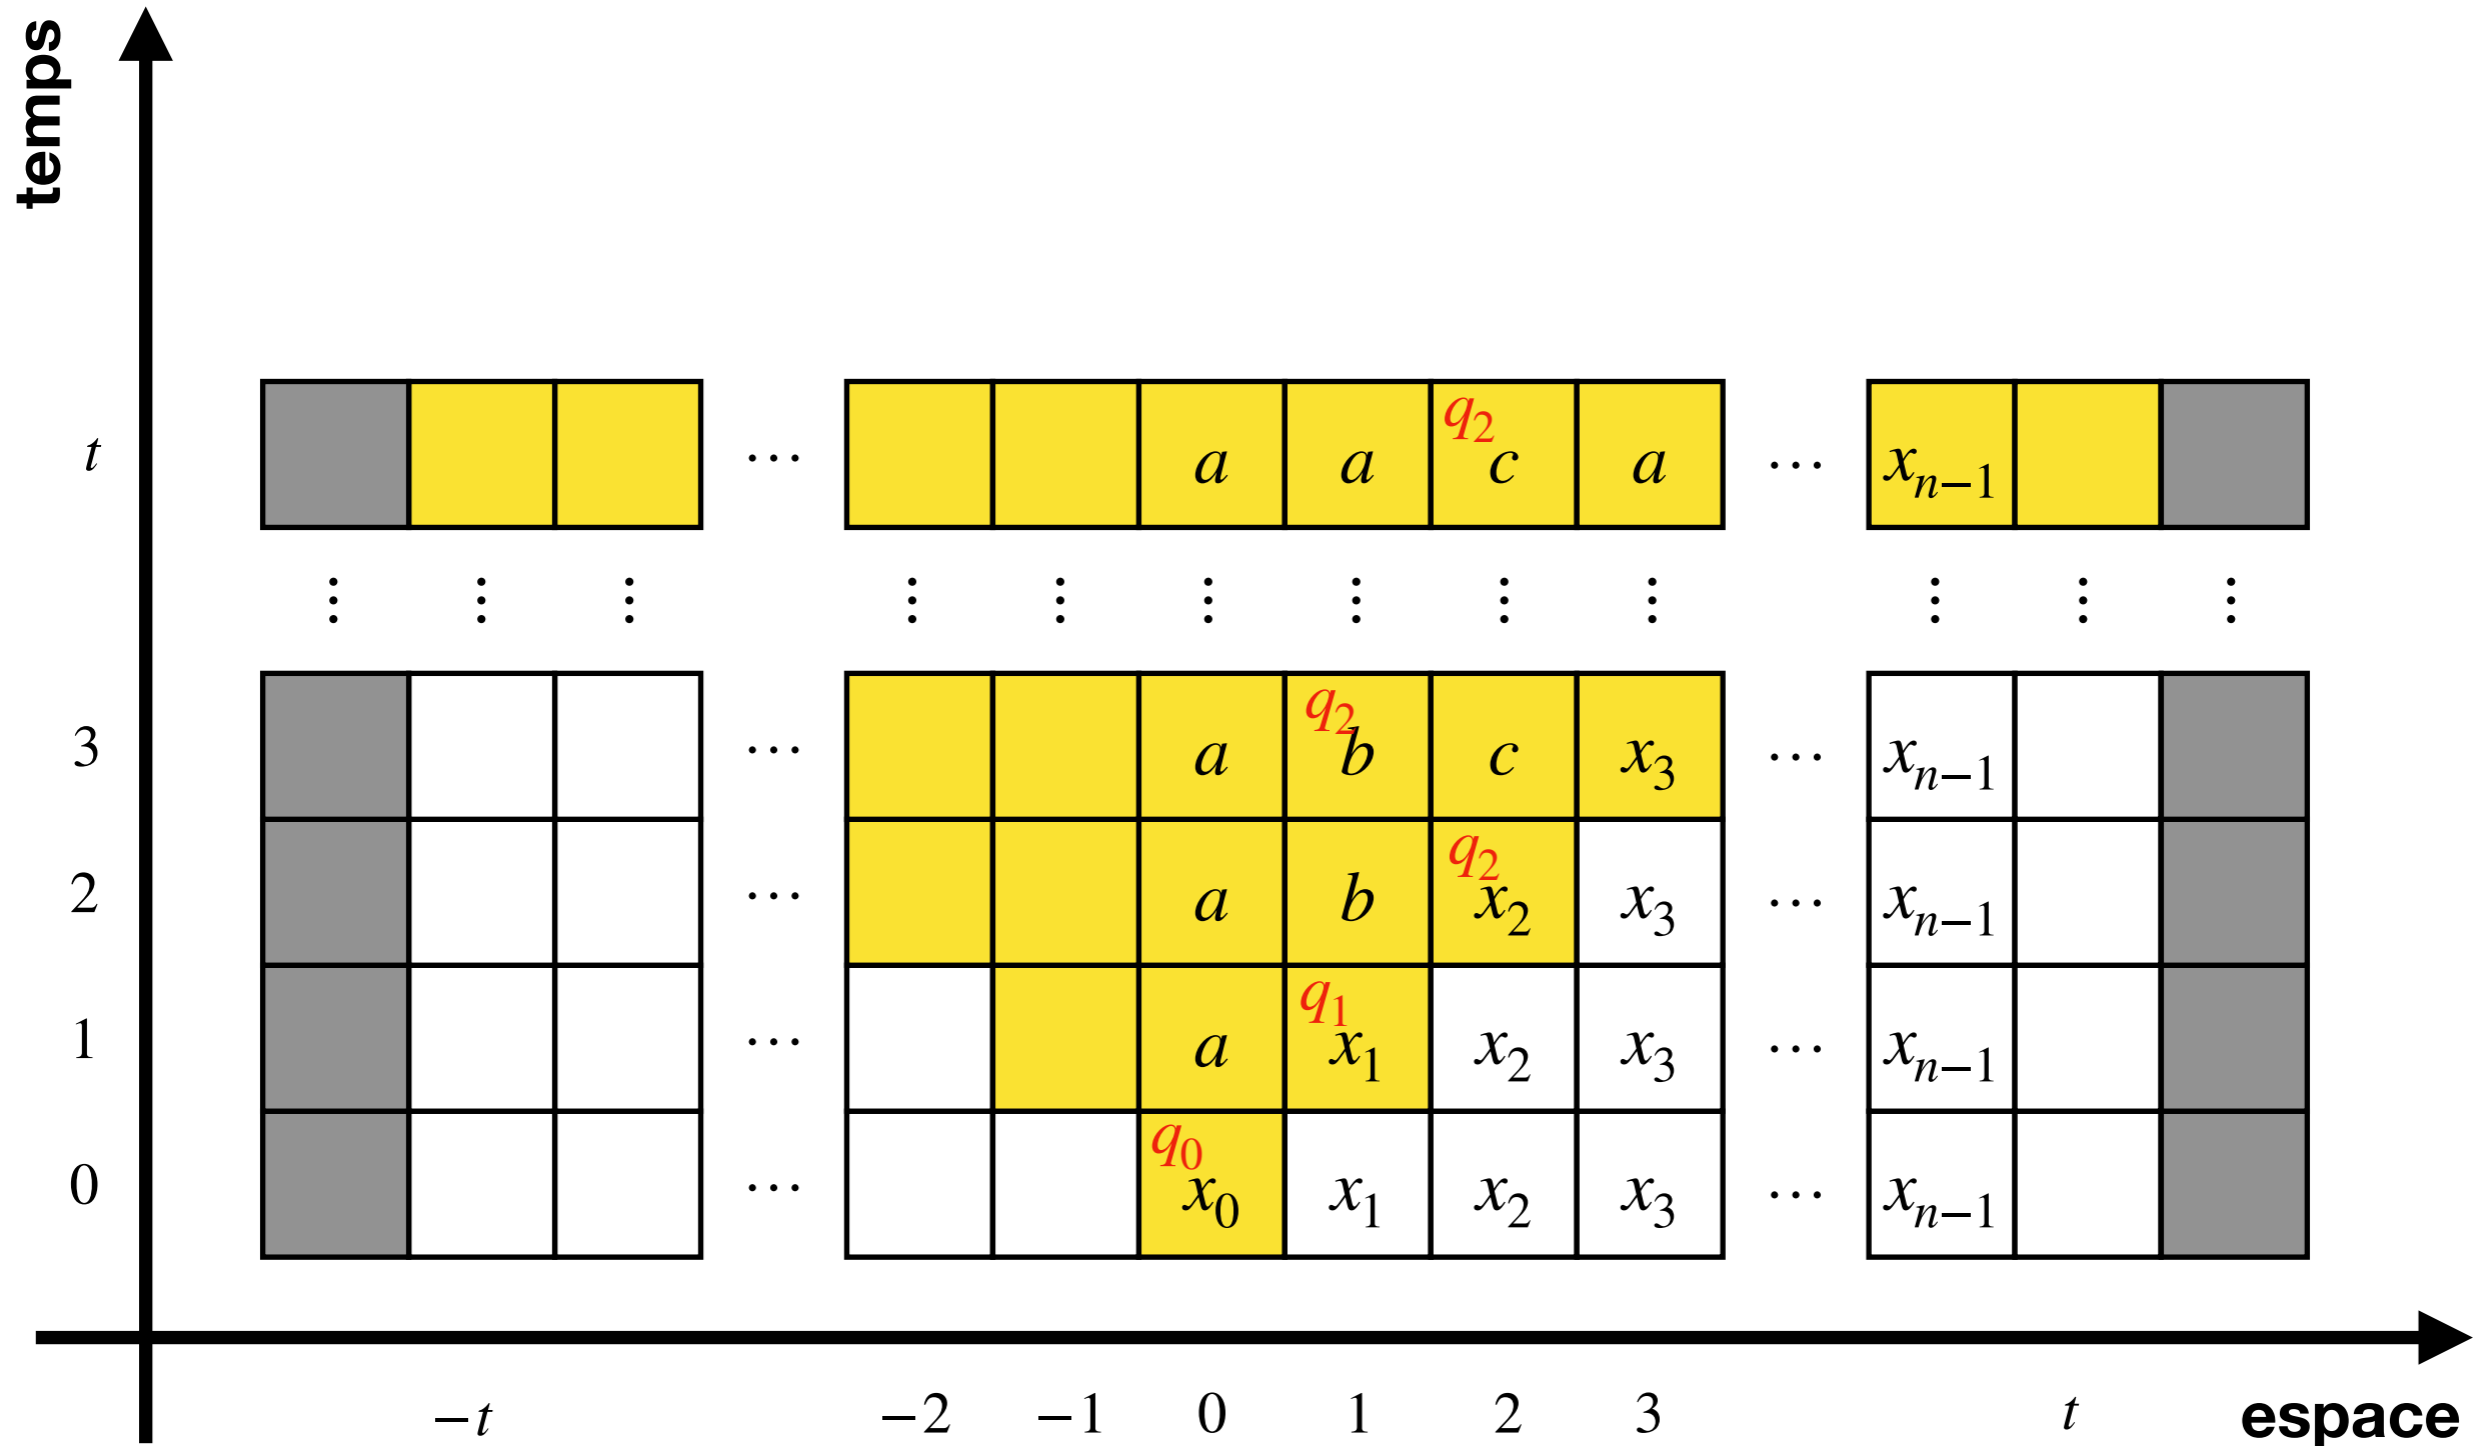 temps
t ⋯ a a q₂ c a ⋯ xₙ₋₁
⋮ ⋮ ⋮ ⋮ ⋮ ⋮ ⋮ ⋮ ⋮ ⋮ ⋮ ⋮
3 ⋯ a q₂ b c x₃ ⋯ xₙ₋₁
2 ⋯ a b q₂ x₂ x₃ ⋯ xₙ₋₁
1 ⋯ a q₁ x₁ x₂ x₃ ⋯ xₙ₋₁
0 ⋯ q₀ x₀ x₁ x₂ x₃ ⋯ xₙ₋₁
−t −2 −1 0 1 2 3 t espace